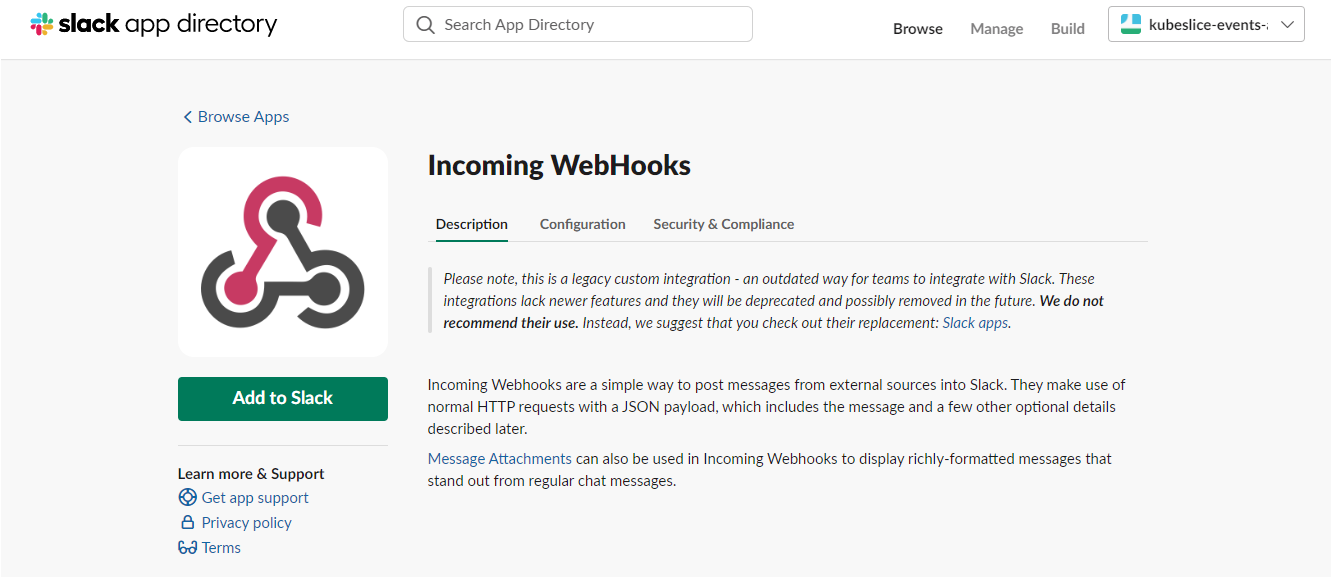 slack app directory
Search App Directory
Browse
Manage
Build
kubeslice-events-
Browse Apps
Incoming WebHooks
Description
Configuration
Security & Compliance
Please note, this is a legacy custom integration - an outdated way for teams to integrate with Slack. These
integrations lack newer features and they will be deprecated and possibly removed in the future. We do not
recommend their use. Instead, we suggest that you check out their replacement: Slack apps.
Add to Slack
Incoming Webhooks are a simple way to post messages from external sources into Slack. They make use of
normal HTTP requests with a JSON payload, which includes the message and a few other optional details
described later.
Message Attachments can also be used in Incoming Webhooks to display richly-formatted messages that
stand out from regular chat messages.
Learn more & Support
Get app support
Privacy policy
Terms